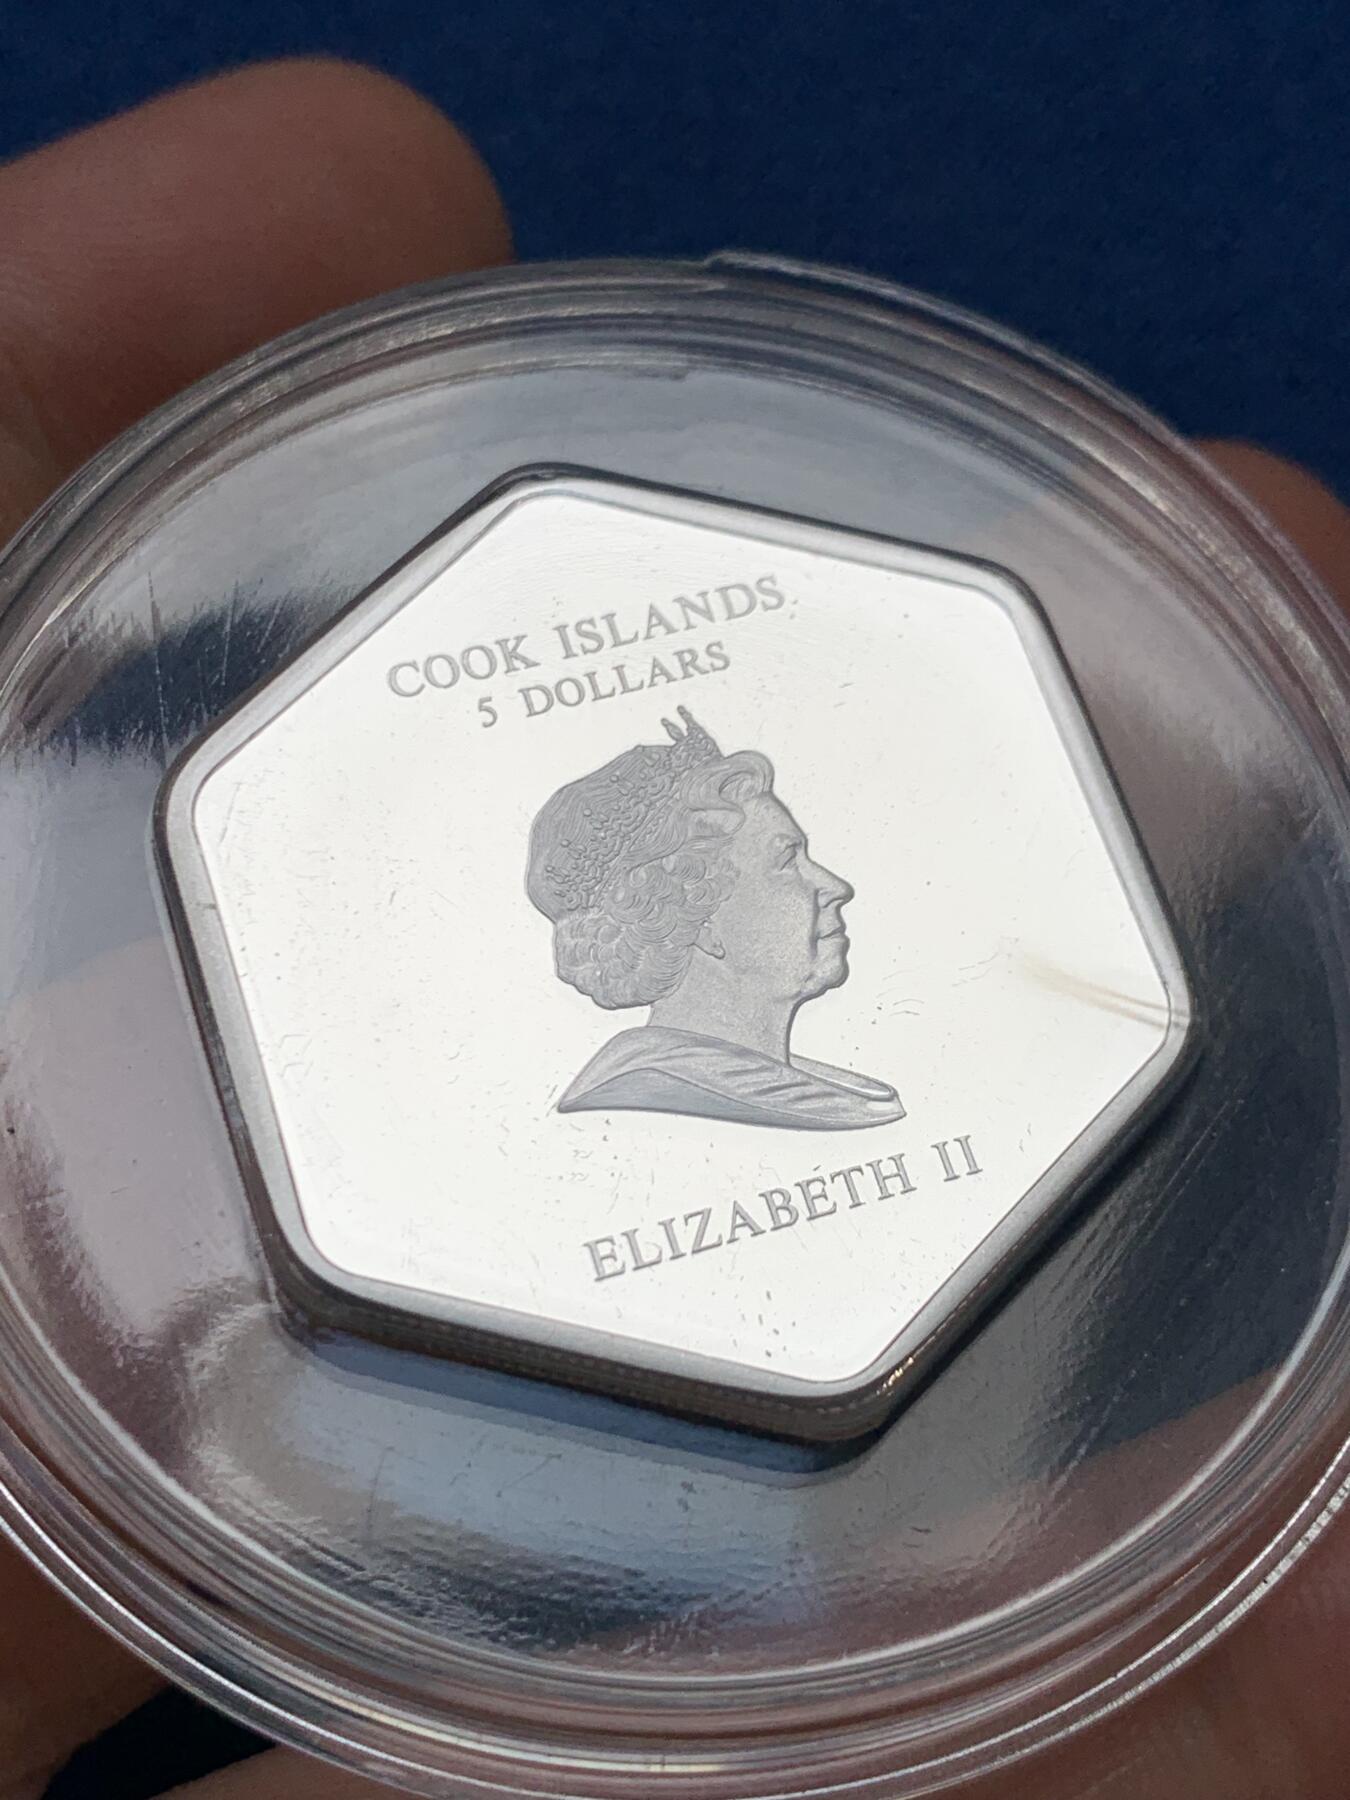 COOK ISLANDS
5 DOLLARS
ELIZABETH II